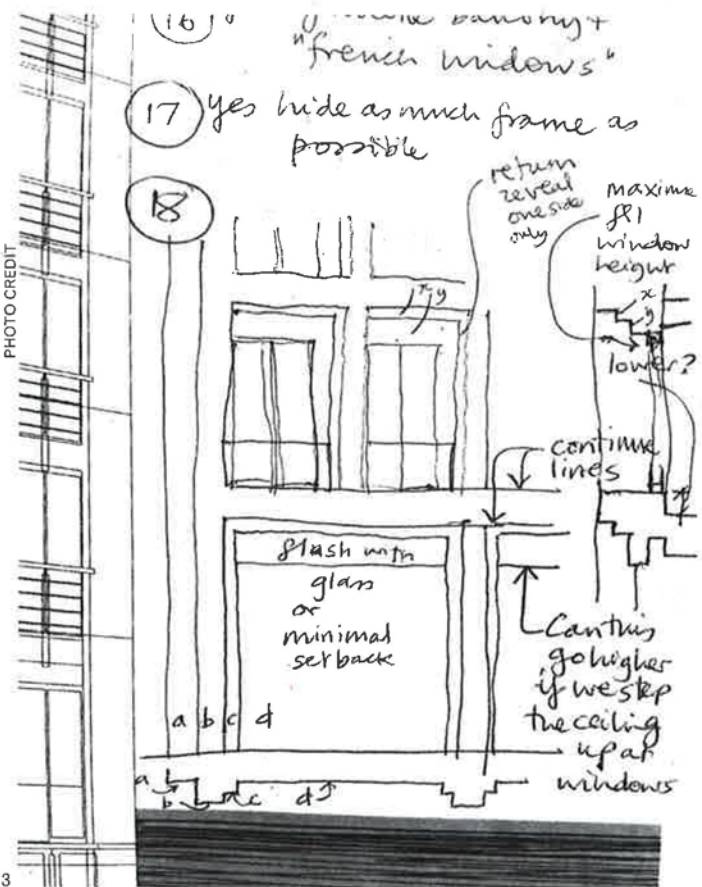 16
"french windows"
17 yes hide as much frame as
possible
18
return
reveal
one side
only
maximise
window
height
x y
x
y
lower?
continue
lines
flush with
glass
or
minimal
setback
Can this
go higher
if we step
the ceiling
up at
windows
a b c d
a
b c d
x
PHOTO CREDIT
3